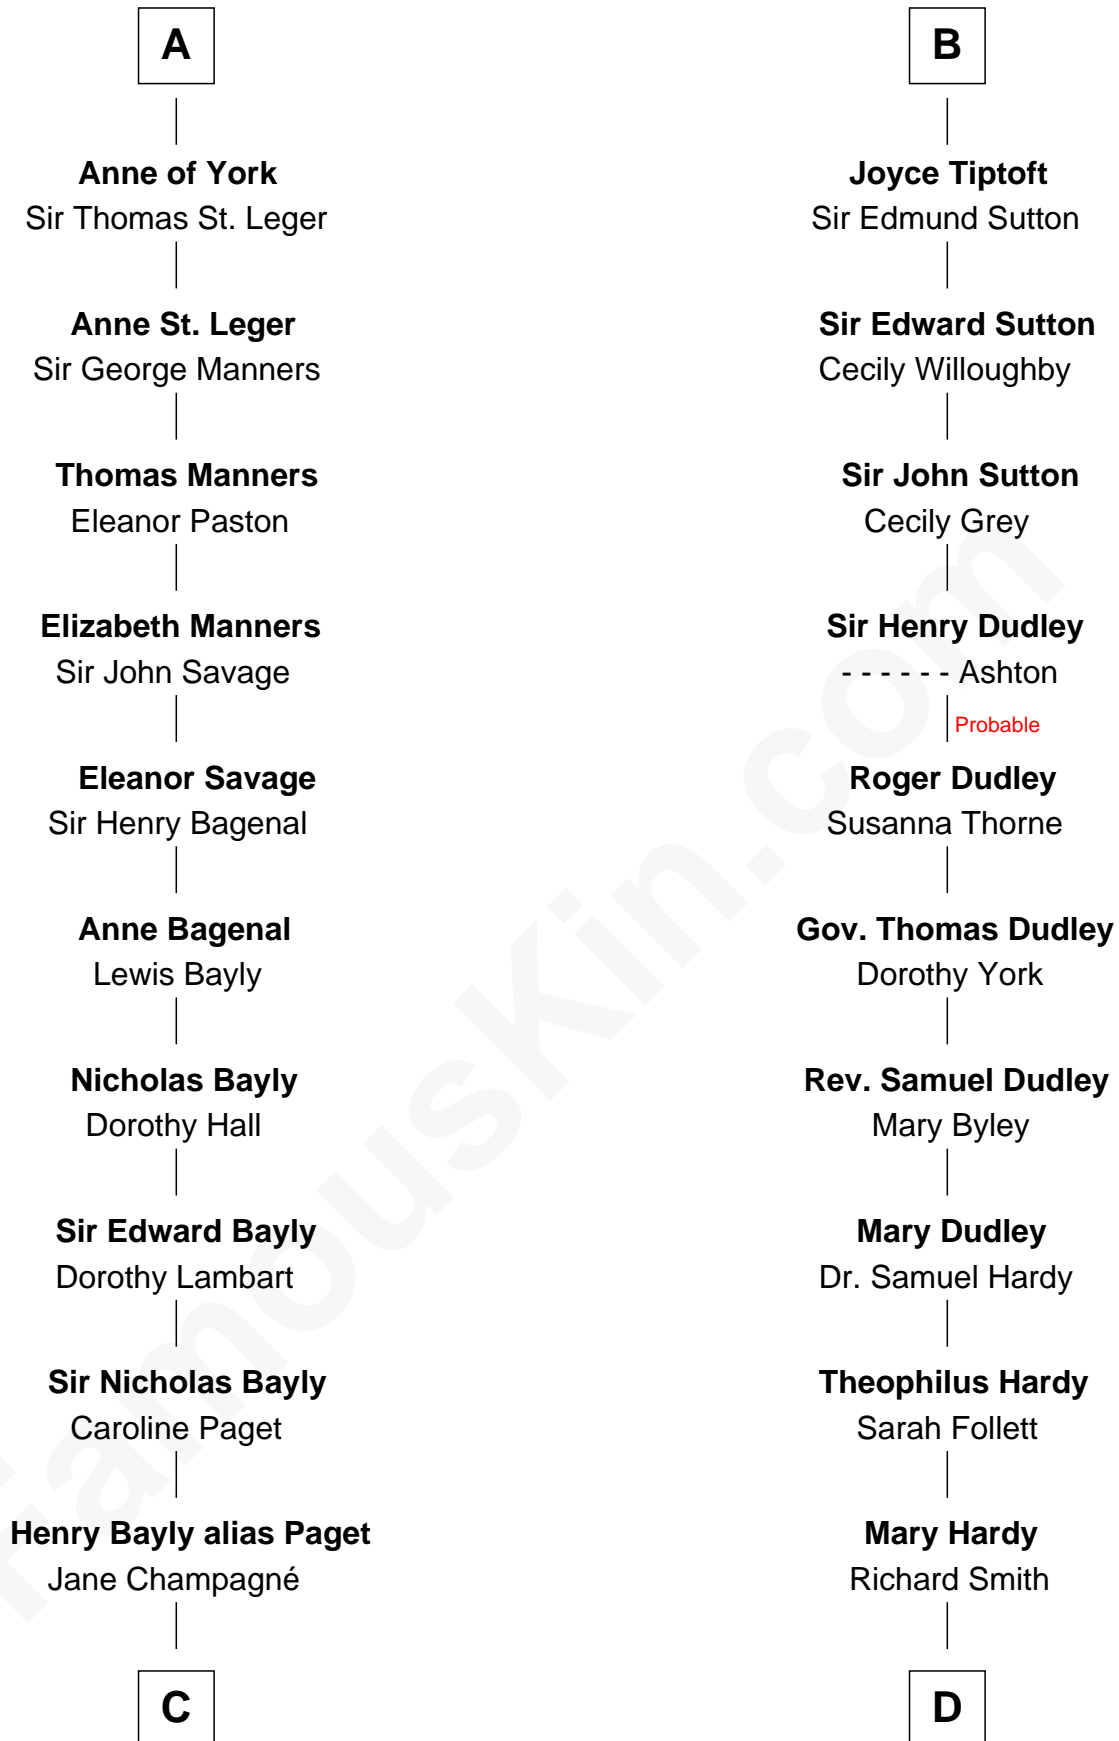 A
Anne of York
Sir Thomas St. Leger
Anne St. Leger
Sir George Manners
Thomas Manners
Eleanor Paston
Elizabeth Manners
Sir John Savage
Eleanor Savage
Sir Henry Bagenal
Anne Bagenal
Lewis Bayly
Nicholas Bayly
Dorothy Hall
Sir Edward Bayly
Dorothy Lambart
Sir Nicholas Bayly
Caroline Paget
Henry Bayly alias Paget
Jane Champagné
C
B
Joyce Tiptoft
Sir Edmund Sutton
Sir Edward Sutton
Cecily Willoughby
Sir John Sutton
Cecily Grey
Sir Henry Dudley
- - - - - - Ashton
Probable
Roger Dudley
Susanna Thorne
Gov. Thomas Dudley
Dorothy York
Rev. Samuel Dudley
Mary Byley
Mary Dudley
Dr. Samuel Hardy
Theophilus Hardy
Sarah Follett
Mary Hardy
Richard Smith
D
famouskin.com